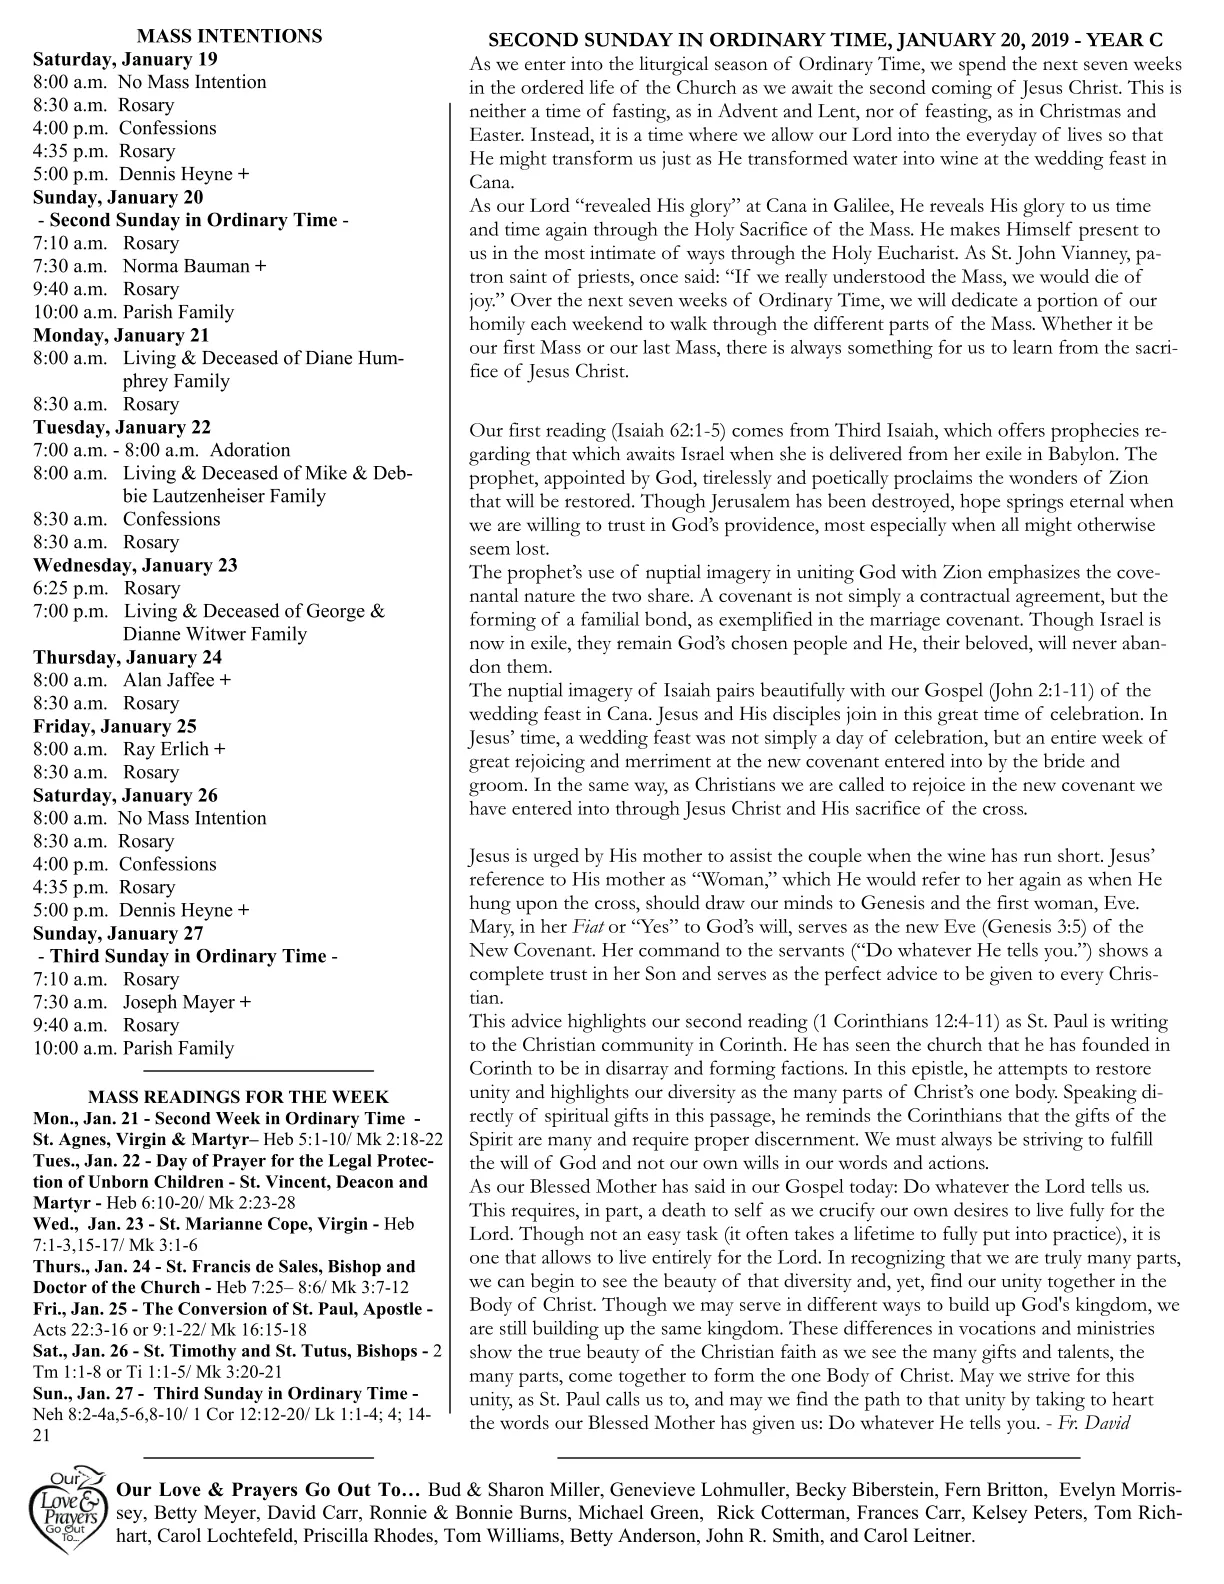 MASS INTENTIONS
Saturday, January 19
8:00 a.m.  No Mass Intention
8:30 a.m.  Rosary
4:00 p.m.  Confessions
4:35 p.m.  Rosary
5:00 p.m.  Dennis Heyne +
Sunday, January 20
- Second Sunday in Ordinary Time -
7:10 a.m.   Rosary
7:30 a.m.   Norma Bauman +
9:40 a.m.   Rosary
10:00 a.m. Parish Family
Monday, January 21
8:00 a.m.   Living & Deceased of Diane Hum-
phrey Family
8:30 a.m.   Rosary
Tuesday, January 22
7:00 a.m. - 8:00 a.m.  Adoration
8:00 a.m.   Living & Deceased of Mike & Deb-
bie Lautzenheiser Family
8:30 a.m.   Confessions
8:30 a.m.   Rosary
Wednesday, January 23
6:25 p.m.   Rosary
7:00 p.m.   Living & Deceased of George &
Dianne Witwer Family
Thursday, January 24
8:00 a.m.   Alan Jaffee +
8:30 a.m.   Rosary
Friday, January 25
8:00 a.m.   Ray Erlich +
8:30 a.m.   Rosary
Saturday, January 26
8:00 a.m.  No Mass Intention
8:30 a.m.  Rosary
4:00 p.m.  Confessions
4:35 p.m.  Rosary
5:00 p.m.  Dennis Heyne +
Sunday, January 27
- Third Sunday in Ordinary Time -
7:10 a.m.   Rosary
7:30 a.m.   Joseph Mayer +
9:40 a.m.   Rosary
10:00 a.m. Parish Family
MASS READINGS FOR THE WEEK
Mon., Jan. 21 - Second Week in Ordinary Time  -
St. Agnes, Virgin & Martyr– Heb 5:1-10/ Mk 2:18-22
Tues., Jan. 22 - Day of Prayer for the Legal Protec-
tion of Unborn Children - St. Vincent, Deacon and
Martyr - Heb 6:10-20/ Mk 2:23-28
Wed.,  Jan. 23 - St. Marianne Cope, Virgin - Heb
7:1-3,15-17/ Mk 3:1-6
Thurs., Jan. 24 - St. Francis de Sales, Bishop and
Doctor of the Church - Heb 7:25– 8:6/ Mk 3:7-12
Fri., Jan. 25 - The Conversion of St. Paul, Apostle -
Acts 22:3-16 or 9:1-22/ Mk 16:15-18
Sat., Jan. 26 - St. Timothy and St. Tutus, Bishops - 2
Tm 1:1-8 or Ti 1:1-5/ Mk 3:20-21
Sun., Jan. 27 -  Third Sunday in Ordinary Time -
Neh 8:2-4a,5-6,8-10/ 1 Cor 12:12-20/ Lk 1:1-4; 4; 14-
21
SECOND SUNDAY IN ORDINARY TIME, JANUARY 20, 2019 - YEAR C
As we enter into the liturgical season of Ordinary Time, we spend the next seven weeks
in the ordered life of the Church as we await the second coming of Jesus Christ. This is
neither a time of fasting, as in Advent and Lent, nor of feasting, as in Christmas and
Easter. Instead, it is a time where we allow our Lord into the everyday of lives so that
He might transform us just as He transformed water into wine at the wedding feast in
Cana.
As our Lord “revealed His glory” at Cana in Galilee, He reveals His glory to us time
and time again through the Holy Sacrifice of the Mass. He makes Himself present to
us in the most intimate of ways through the Holy Eucharist. As St. John Vianney, pa-
tron saint of priests, once said: “If we really understood the Mass, we would die of
joy.” Over the next seven weeks of Ordinary Time, we will dedicate a portion of our
homily each weekend to walk through the different parts of the Mass. Whether it be
our first Mass or our last Mass, there is always something for us to learn from the sacri-
fice of Jesus Christ.
Our first reading (Isaiah 62:1-5) comes from Third Isaiah, which offers prophecies re-
garding that which awaits Israel when she is delivered from her exile in Babylon. The
prophet, appointed by God, tirelessly and poetically proclaims the wonders of Zion
that will be restored. Though Jerusalem has been destroyed, hope springs eternal when
we are willing to trust in God’s providence, most especially when all might otherwise
seem lost.
The prophet’s use of nuptial imagery in uniting God with Zion emphasizes the cove-
nantal nature the two share. A covenant is not simply a contractual agreement, but the
forming of a familial bond, as exemplified in the marriage covenant. Though Israel is
now in exile, they remain God’s chosen people and He, their beloved, will never aban-
don them.
The nuptial imagery of Isaiah pairs beautifully with our Gospel (John 2:1-11) of the
wedding feast in Cana. Jesus and His disciples join in this great time of celebration. In
Jesus’ time, a wedding feast was not simply a day of celebration, but an entire week of
great rejoicing and merriment at the new covenant entered into by the bride and
groom. In the same way, as Christians we are called to rejoice in the new covenant we
have entered into through Jesus Christ and His sacrifice of the cross.
Jesus is urged by His mother to assist the couple when the wine has run short. Jesus’
reference to His mother as “Woman,” which He would refer to her again as when He
hung upon the cross, should draw our minds to Genesis and the first woman, Eve.
Mary, in her Fiat or “Yes” to God’s will, serves as the new Eve (Genesis 3:5) of the
New Covenant. Her command to the servants (“Do whatever He tells you.”) shows a
complete trust in her Son and serves as the perfect advice to be given to every Chris-
tian.
This advice highlights our second reading (1 Corinthians 12:4-11) as St. Paul is writing
to the Christian community in Corinth. He has seen the church that he has founded in
Corinth to be in disarray and forming factions. In this epistle, he attempts to restore
unity and highlights our diversity as the many parts of Christ’s one body. Speaking di-
rectly of spiritual gifts in this passage, he reminds the Corinthians that the gifts of the
Spirit are many and require proper discernment. We must always be striving to fulfill
the will of God and not our own wills in our words and actions.
As our Blessed Mother has said in our Gospel today: Do whatever the Lord tells us.
This requires, in part, a death to self as we crucify our own desires to live fully for the
Lord. Though not an easy task (it often takes a lifetime to fully put into practice), it is
one that allows to live entirely for the Lord. In recognizing that we are truly many parts,
we can begin to see the beauty of that diversity and, yet, find our unity together in the
Body of Christ. Though we may serve in different ways to build up God's kingdom, we
are still building up the same kingdom. These differences in vocations and ministries
show the true beauty of the Christian faith as we see the many gifts and talents, the
many parts, come together to form the one Body of Christ. May we strive for this
unity, as St. Paul calls us to, and may we find the path to that unity by taking to heart
the words our Blessed Mother has given us: Do whatever He tells you. - Fr. David
Our
Love &
Prayers
Go Out
To...
Our Love & Prayers Go Out To… Bud & Sharon Miller, Genevieve Lohmuller, Becky Biberstein, Fern Britton,  Evelyn Morris-
sey, Betty Meyer, David Carr, Ronnie & Bonnie Burns, Michael Green,  Rick Cotterman, Frances Carr, Kelsey Peters, Tom Rich-
hart, Carol Lochtefeld, Priscilla Rhodes, Tom Williams, Betty Anderson, John R. Smith, and Carol Leitner.